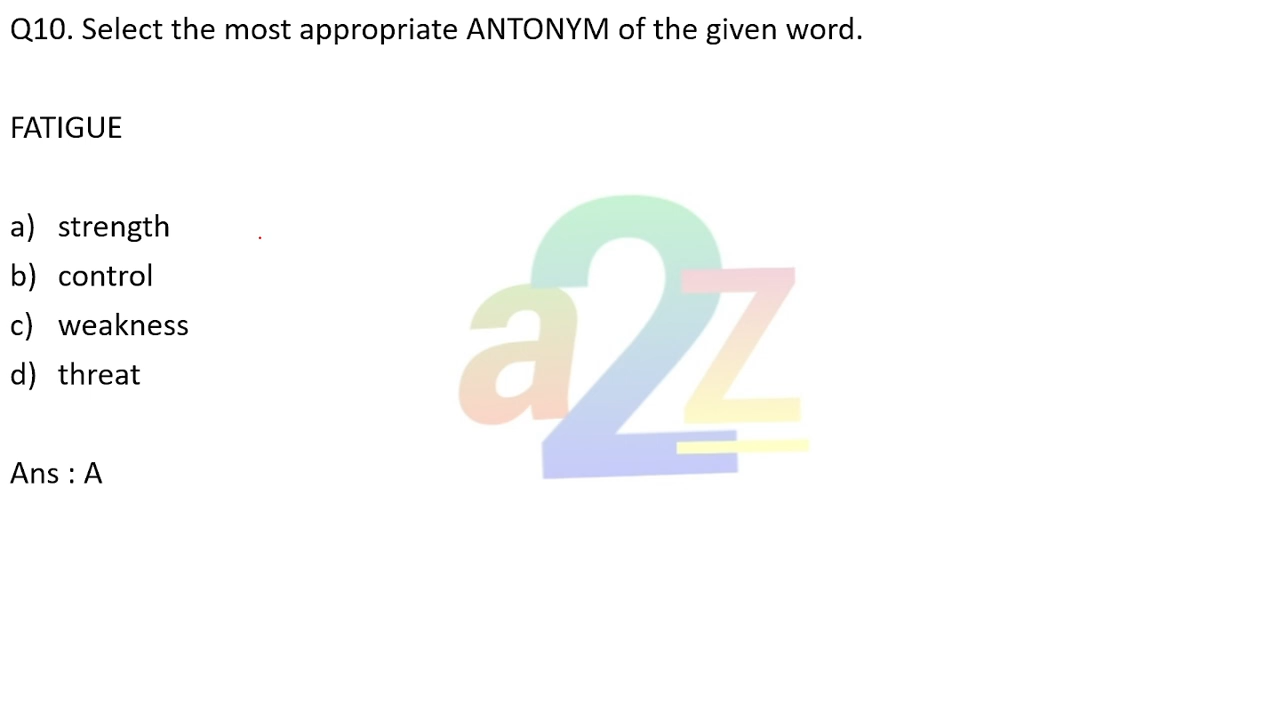 Q10. Select the most appropriate ANTONYM of the given word.
FATIGUE
a) strength
b) control
c) weakness
d) threat
Ans : A
a2z